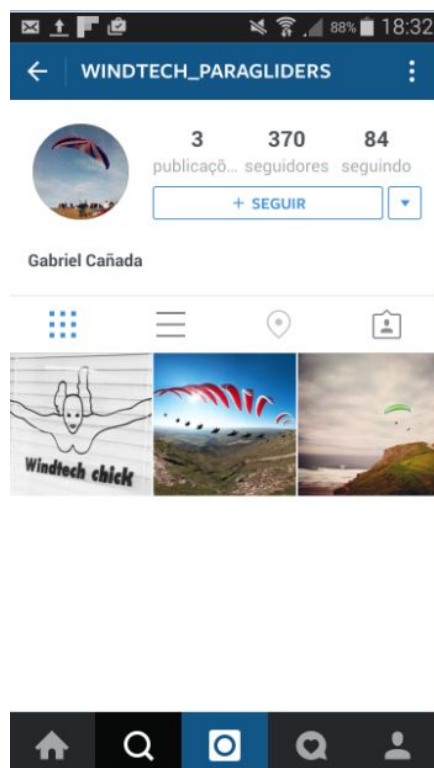 88% 18:32
WINDTECH_PARAGLIDERS
3 370 84
publicaçõ... seguidores seguindo
+ SEGUIR
Gabriel Cañada
Windtech chick